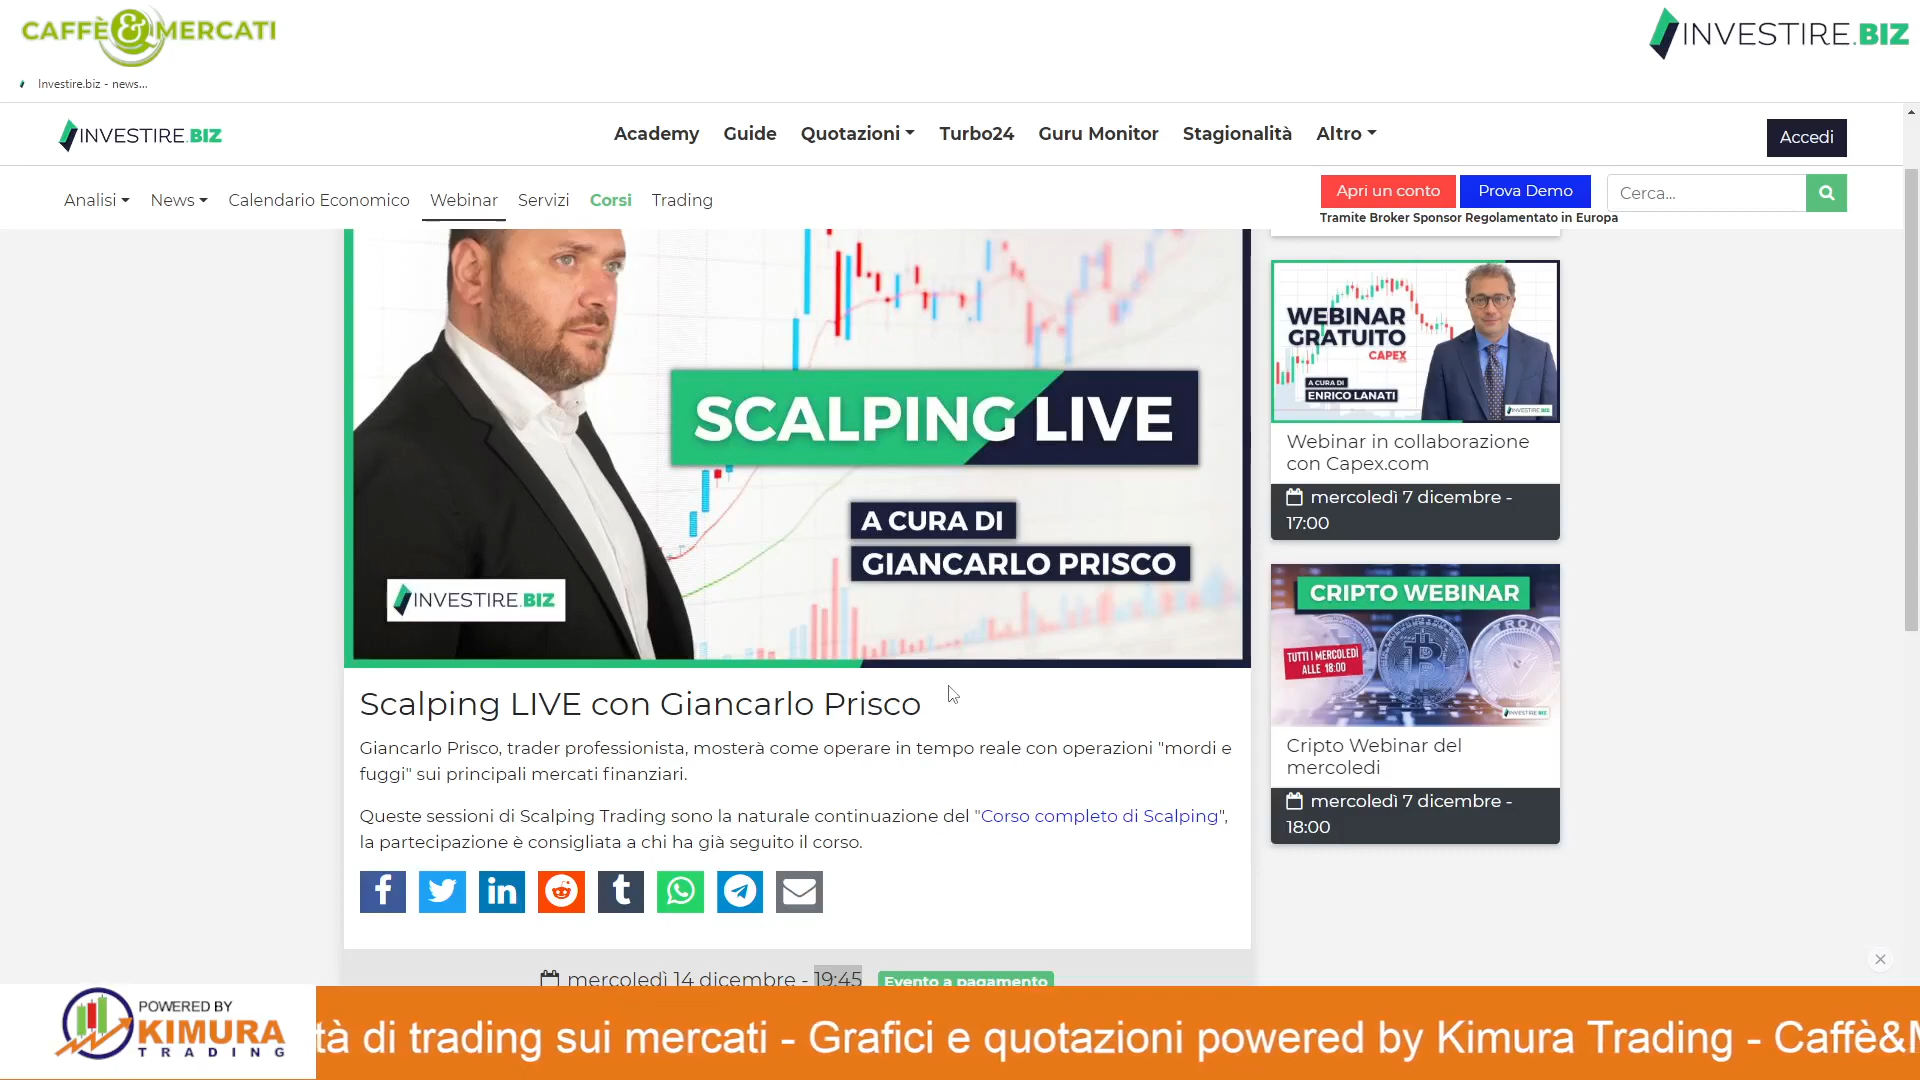 CAFFÈ&MERCATI
INVESTIRE.BIZ
Investire.biz - news...
INVESTIRE.BIZ
Academy Guide Quotazioni Turbo24 Guru Monitor Stagionalità Altro
Accedi
Analisi News Calendario Economico Webinar Servizi Corsi Trading
Apri un conto Prova Demo Cerca...
Tramite Broker Sponsor Regolamentato in Europa
SCALPING LIVE
A CURA DI
GIANCARLO PRISCO
INVESTIRE.BIZ
Scalping LIVE con Giancarlo Prisco
Giancarlo Prisco, trader professionista, mosterà come operare in tempo reale con operazioni "mordi e
fuggi" sui principali mercati finanziari.
Queste sessioni di Scalping Trading sono la naturale continuazione del "Corso completo di Scalping",
la partecipazione è consigliata a chi ha già seguito il corso.
mercoledì 14 dicembre - 19:45 Evento a pagamento
WEBINAR
GRATUITO
CAPEX
A CURA DI
ENRICO LANATI
INVESTIRE.BIZ
Webinar in collaborazione
con Capex.com
mercoledì 7 dicembre -
17:00
CRIPTO WEBINAR
TUTTI I MERCOLEDÌ
ALLE 18:00
TRON
INVESTIRE.BIZ
Cripto Webinar del
mercoledi
mercoledì 7 dicembre -
18:00
POWERED BY
KIMURA
TRADING
tà di trading sui mercati - Grafici e quotazioni powered by Kimura Trading - Caffè&M